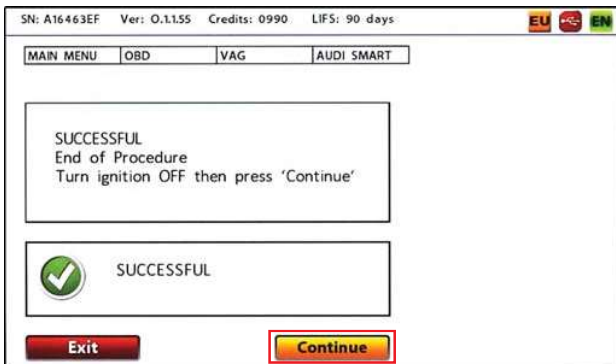 SN: A16463EF Ver: O.1.1.55 Credits: 0990 LIFS: 90 days EU EN
MAIN MENU OBD VAG AUDI SMART
SUCCESSFUL
End of Procedure
Turn ignition OFF then press ‘Continue’
SUCCESSFUL
Exit Continue